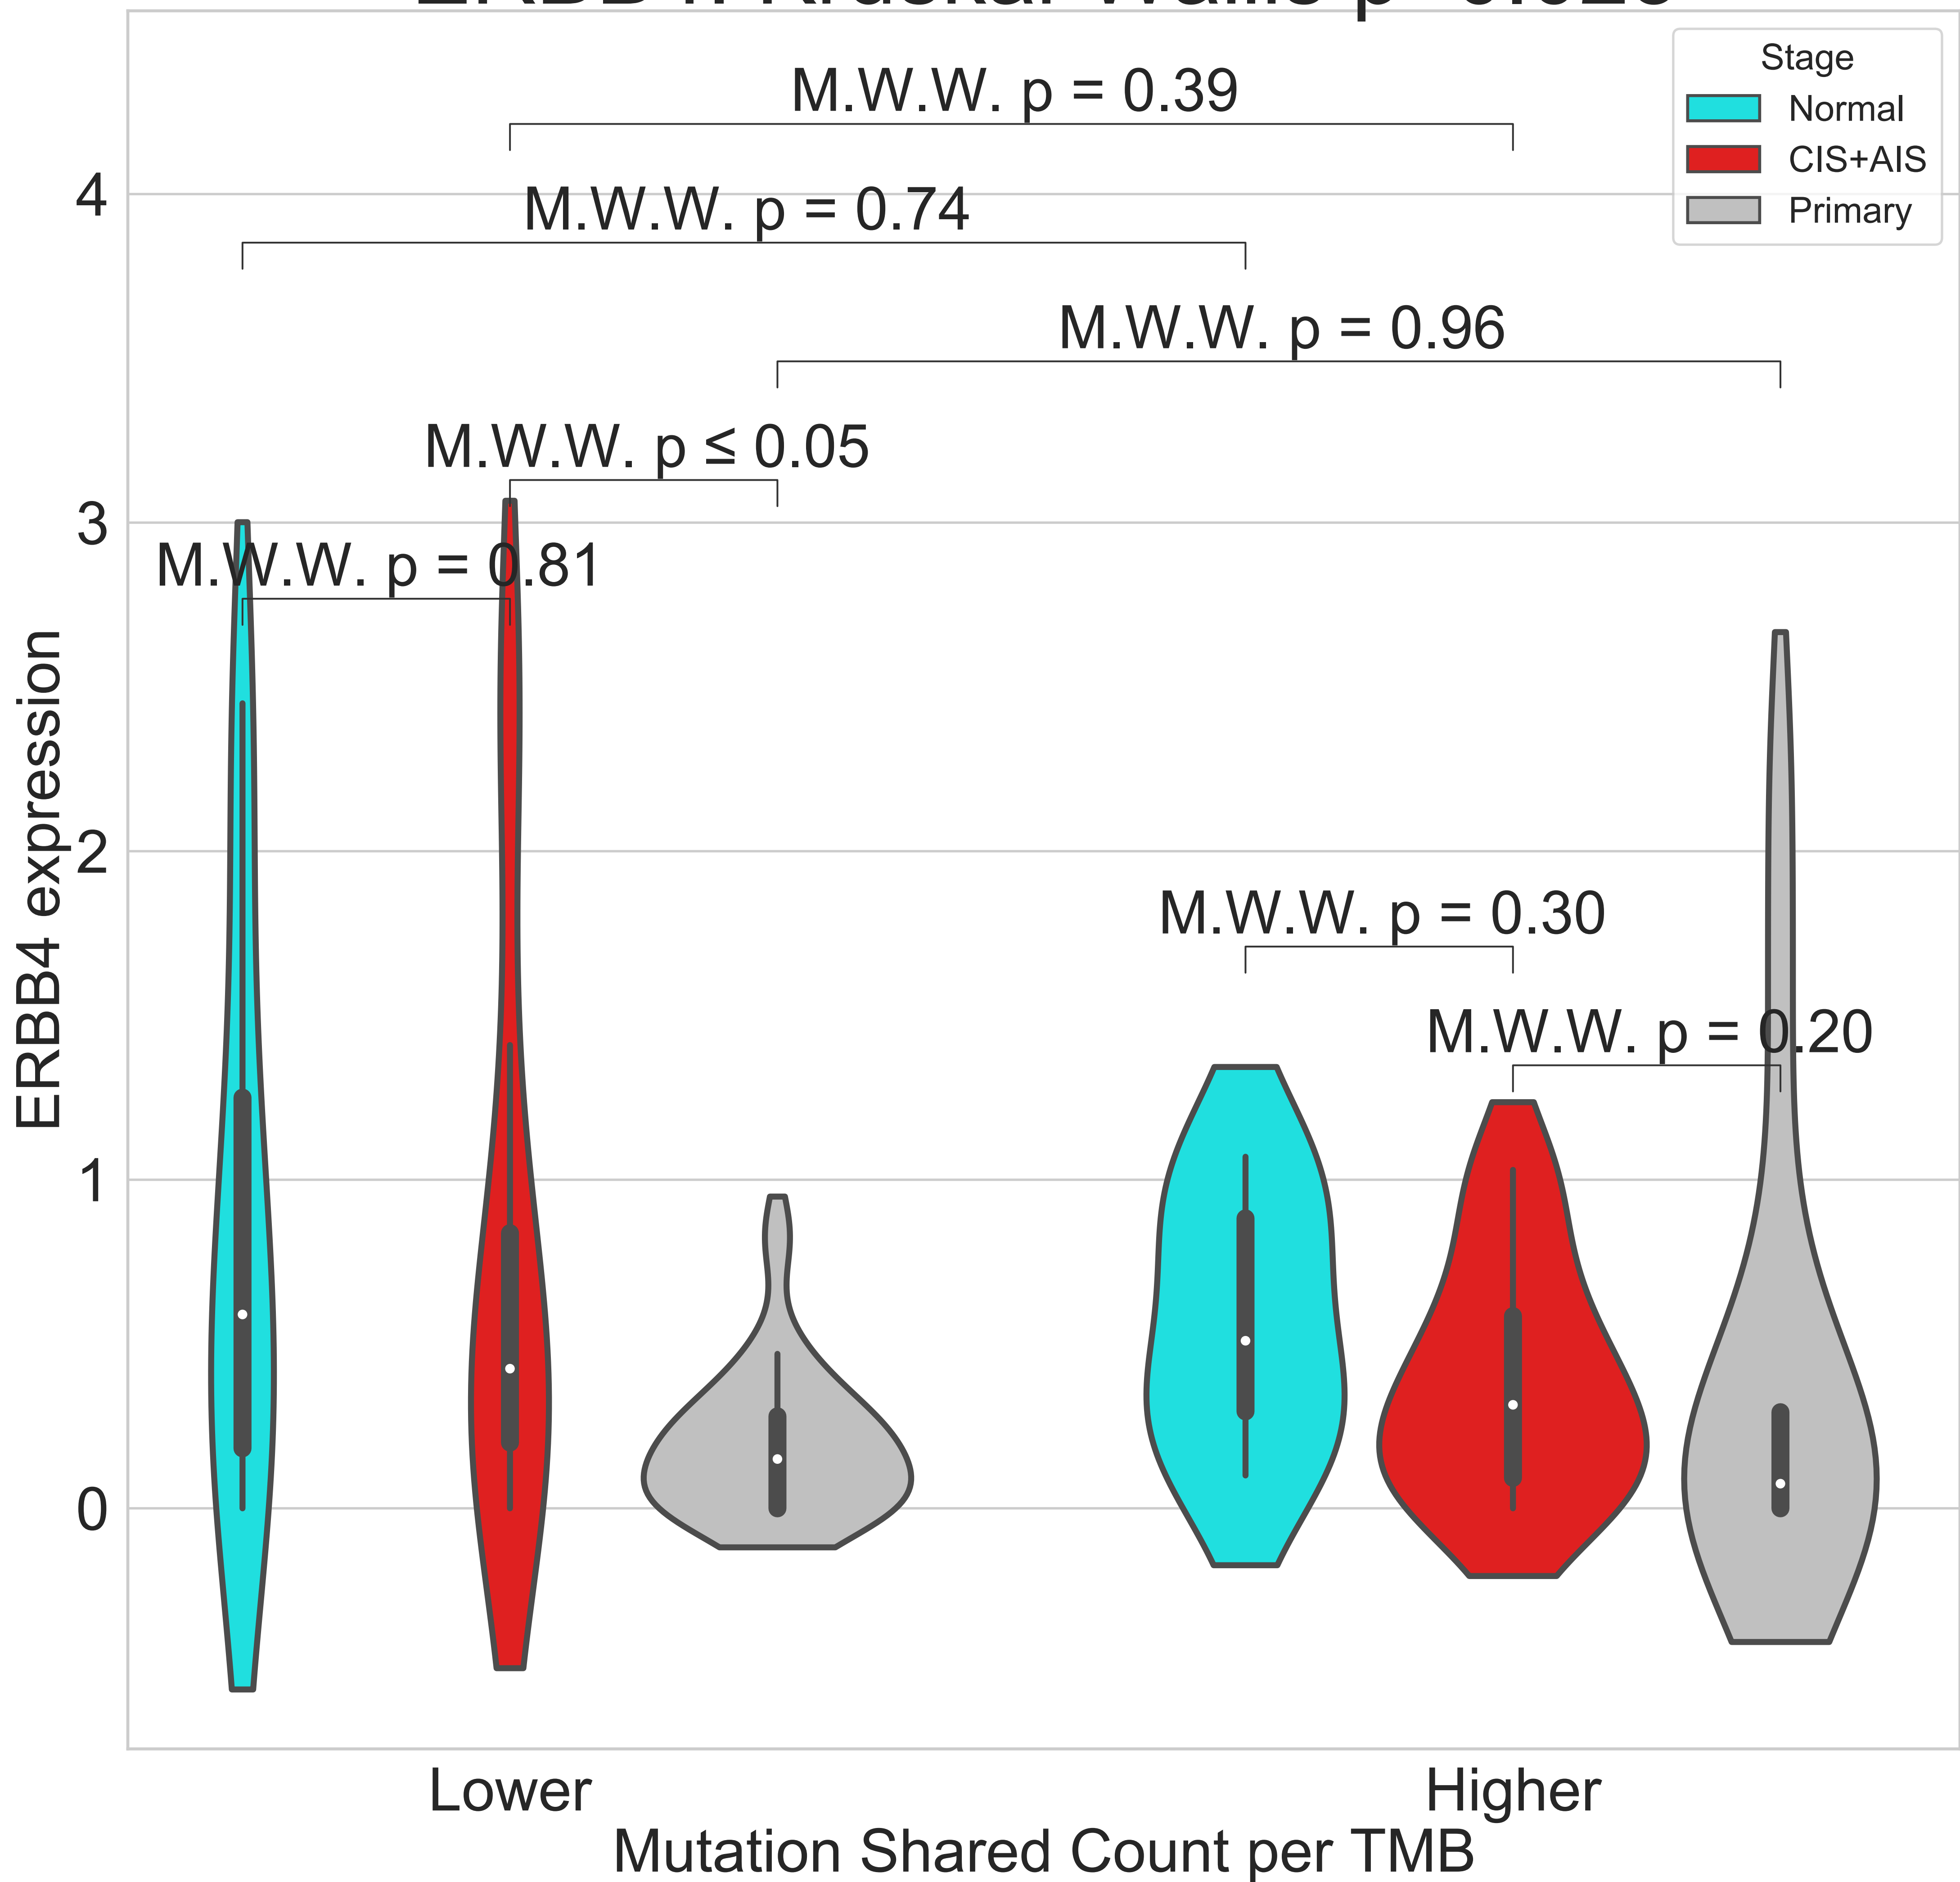 Stage
Normal
CIS+AIS
Primary
M.W.W. p = 0.39
M.W.W. p = 0.74
M.W.W. p = 0.96
M.W.W. p ≤ 0.05
M.W.W. p = 0.81
M.W.W. p = 0.30
M.W.W. p = 0.20
ERBB4 expression
4
3
2
1
0
Lower
Higher
Mutation Shared Count per TMB